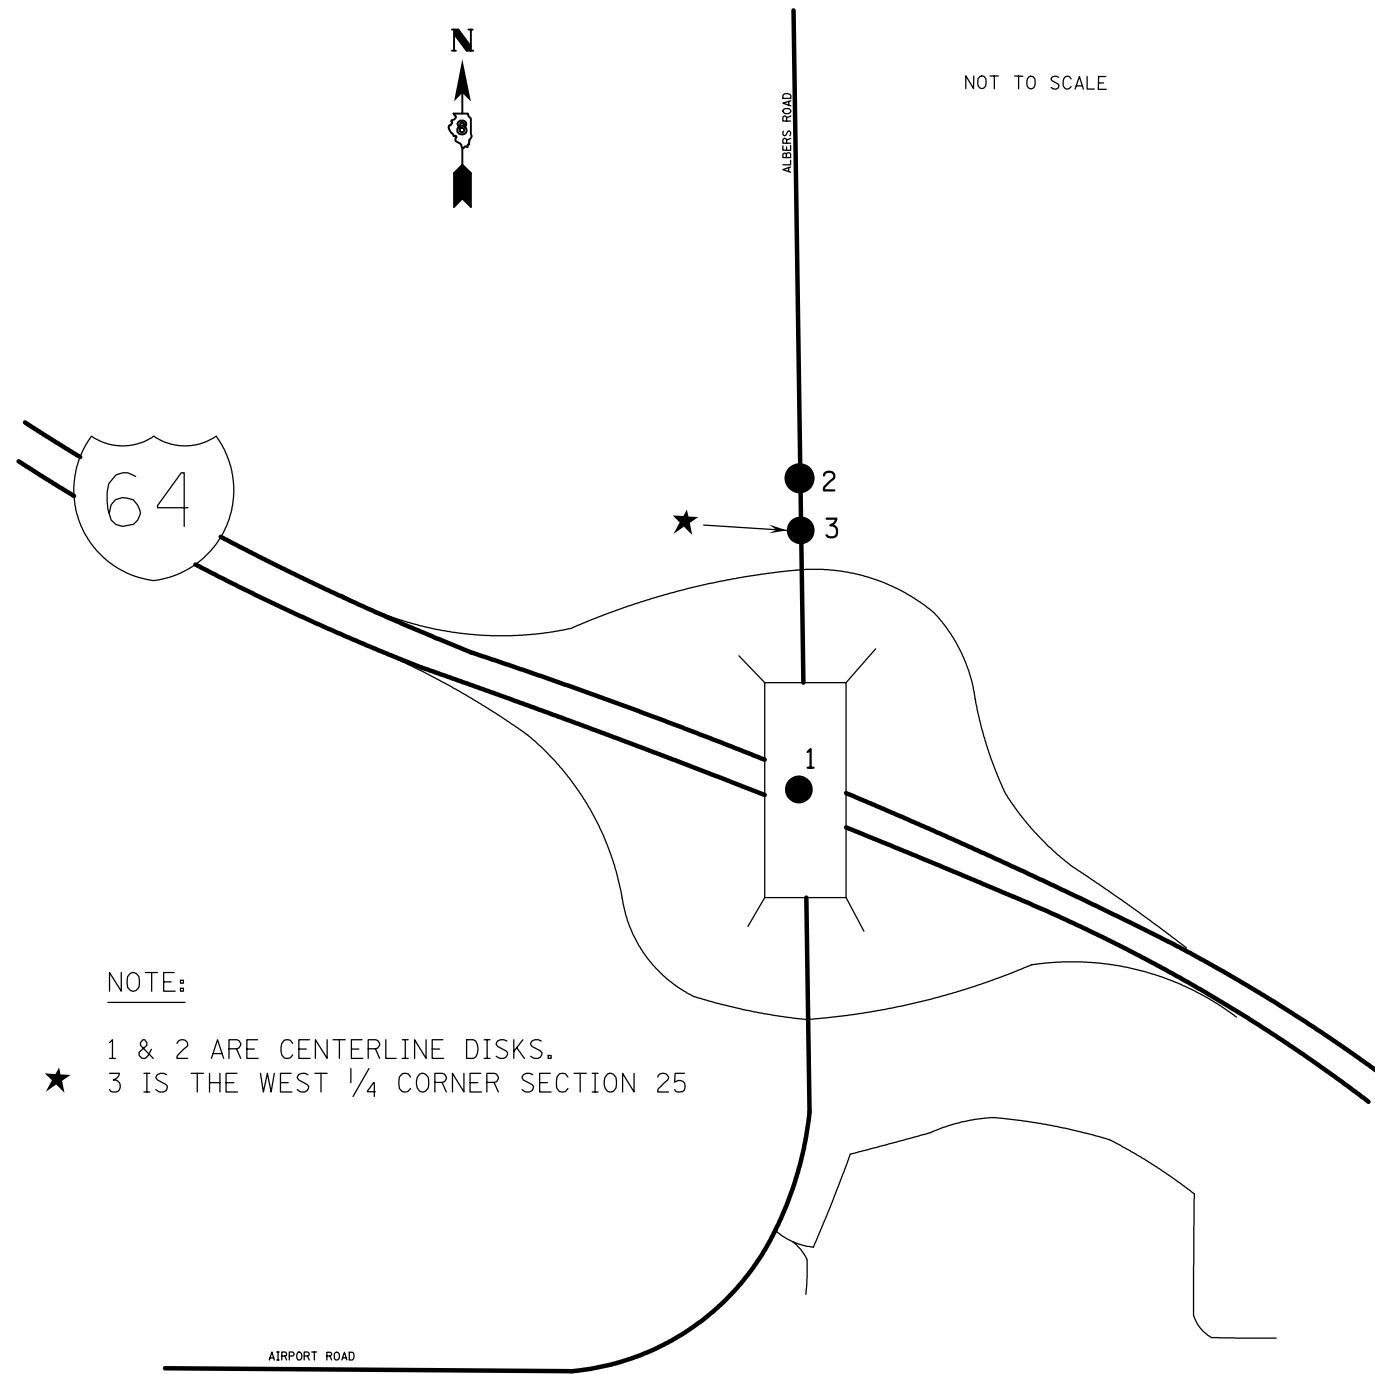 N
NOT TO SCALE
ALBERS ROAD
8
64
2
3
1
NOTE:
1 & 2 ARE CENTERLINE DISKS.
★ 3 IS THE WEST 1/4 CORNER SECTION 25
AIRPORT ROAD